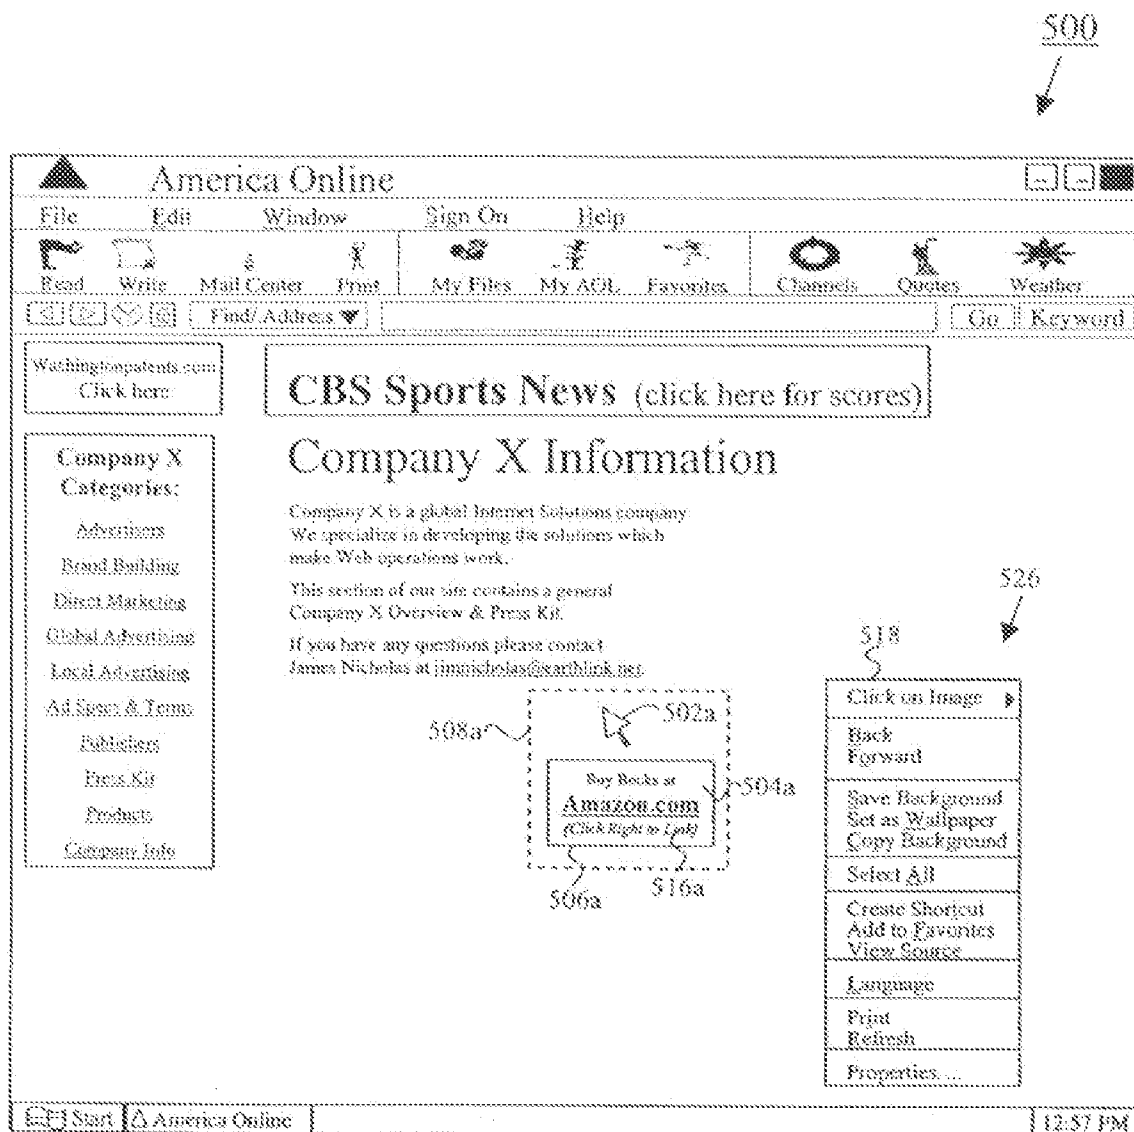 500
America Online
File Edit Window Sign On Help
Read Write Mail Center Print My Files My AOL Favorites Channels Quotes Weather
Find/ Address Go Keyword
Washingtonpatents.com
Click here
CBS Sports News (click here for scores)
Company X
Categories:
Advertisers
Brand Building
Direct Marketing
Global Advertising
Local Advertising
Ad Specs & Terms
Publishers
Press Kit
Products
Company Info
Company X Information
Company X is a global Internet Solutions company
We specialize in developing the solutions which
make Web operations work.
This section of our site contains a general
Company X Overview & Press Kit.
If you have any questions please contact
James Nicholas at jimnicholas@earthlink.net.
508a
502a
Buy Books at
Amazon.com
(Click Right to Link)
504a
506a
516a
526
518
Click on Image
Back
Forward
Save Background
Set as Wallpaper
Copy Background
Select All
Create Shortcut
Add to Favorites
View Source
Language
Print
Refresh
Properties....
Start America Online 12:57 PM